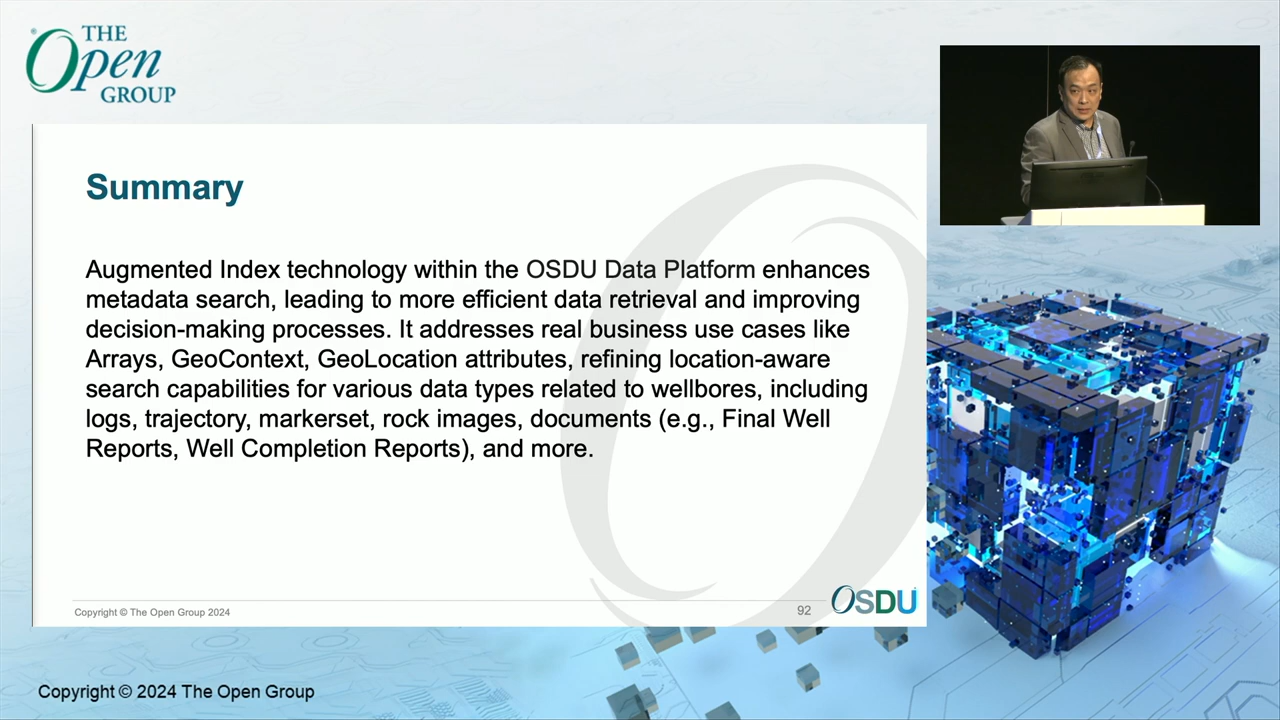 THE
Open
GROUP
Summary
Augmented Index technology within the OSDU Data Platform enhances
metadata search, leading to more efficient data retrieval and improving
decision-making processes. It addresses real business use cases like
Arrays, GeoContext, GeoLocation attributes, refining location-aware
search capabilities for various data types related to wellbores, including
logs, trajectory, markerset, rock images, documents (e.g., Final Well
Reports, Well Completion Reports), and more.
Copyright © The Open Group 2024
92
OSDU
Copyright © 2024 The Open Group